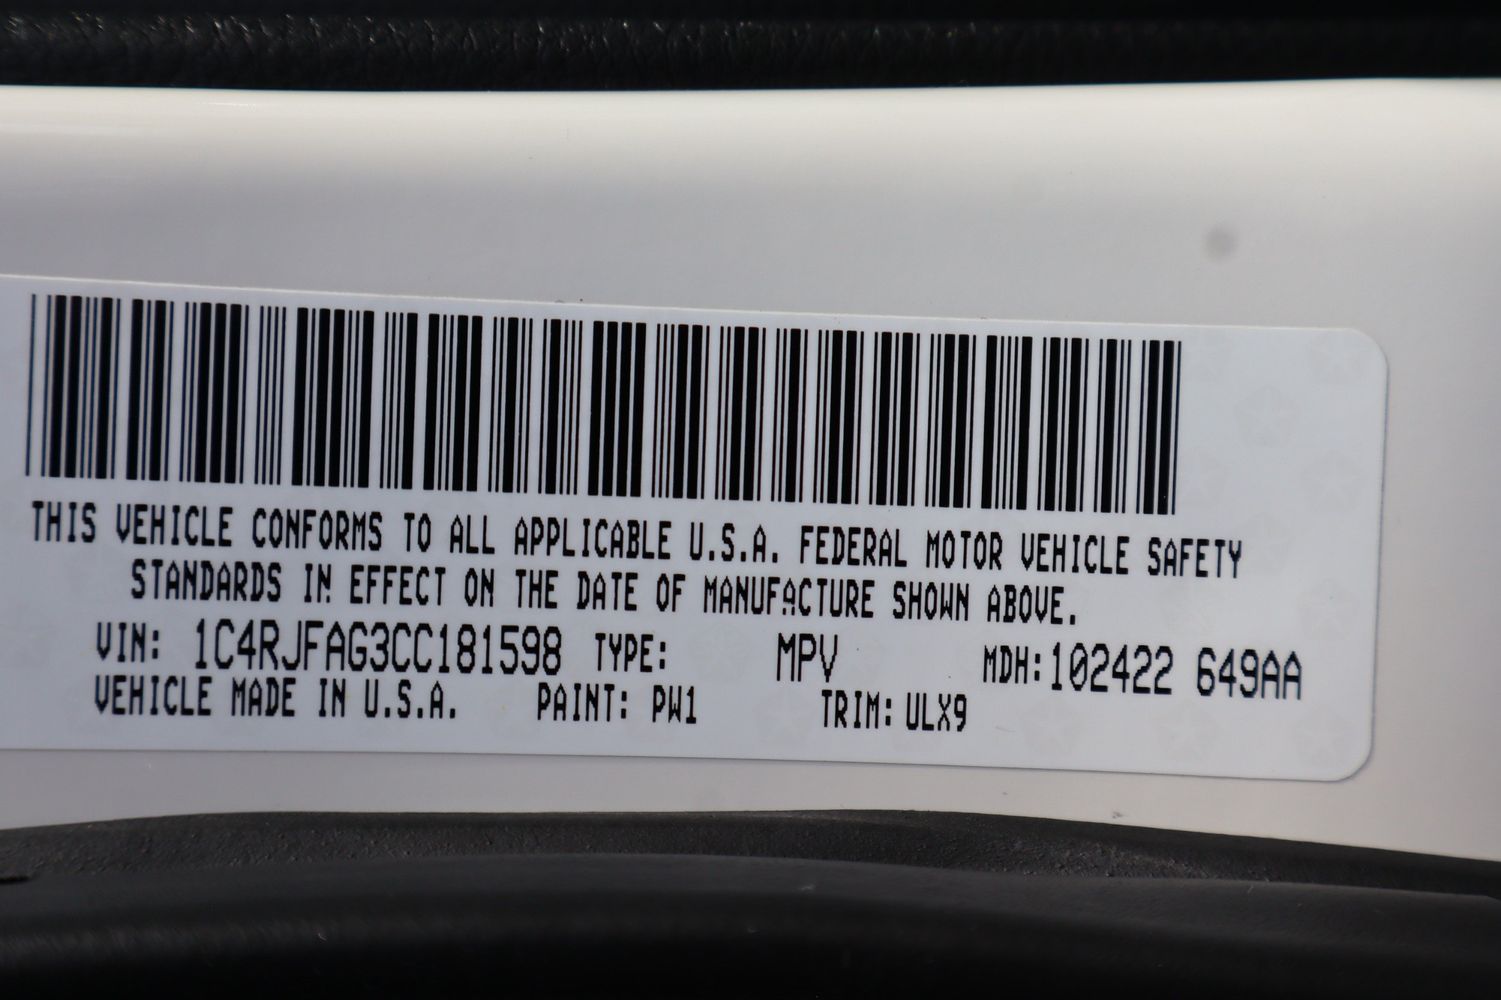 THIS VEHICLE CONFORMS TO ALL APPLICABLE U.S.A. FEDERAL MOTOR VEHICLE SAFETY
STANDARDS IN EFFECT ON THE DATE OF MANUFACTURE SHOWN ABOVE.
VIN: 1C4RJFAG3CC181598 TYPE: MPV MDH:102422 649AA
VEHICLE MADE IN U.S.A. PAINT: PW1 TRIM: ULX9